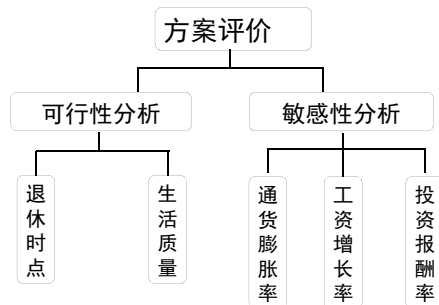 方案评价
可行性分析
敏感性分析
退休时点
生活质量
通货膨胀率
工资增长率
投资报酬率